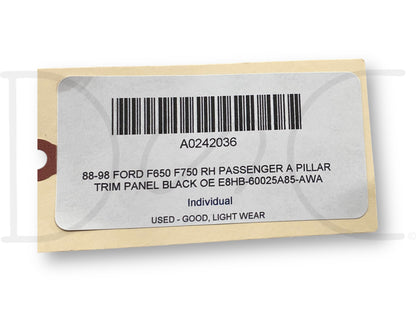 A0242036
88-98 FORD F650 F750 RH PASSENGER A PILLAR
TRIM PANEL BLACK OE E8HB-60025A85-AWA
Individual
USED - GOOD, LIGHT WEAR